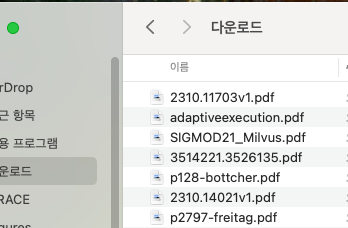 다운로드
이름
rDrop
근 항목
용 프로그램
운로드
RACE
2310.11703v1.pdf
adaptiveexecution.pdf
SIGMOD21_Milvus.pdf
3514221.3526135.pdf
p128-bottcher.pdf
2310.14021v1.pdf
p2797-freitag.pdf